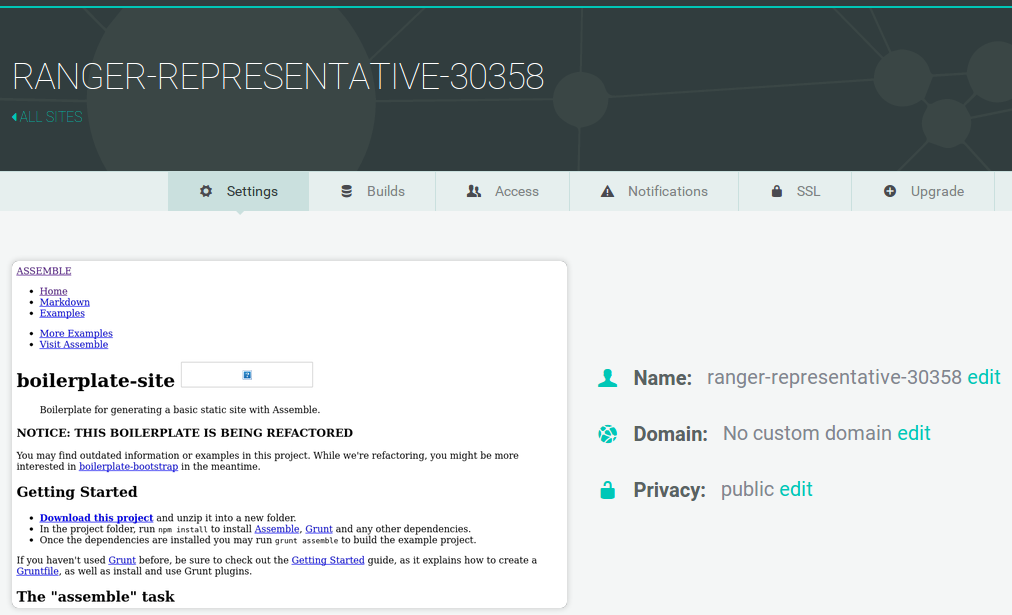 RANGER-REPRESENTATIVE-30358
ALL SITES
Settings Builds Access Notifications SSL Upgrade
ASSEMBLE
Home
Markdown
Examples
More Examples
Visit Assemble
boilerplate-site
Boilerplate for generating a basic static site with Assemble.
NOTICE: THIS BOILERPLATE IS BEING REFACTORED
You may find outdated information or examples in this project. While we're refactoring, you might be more
interested in boilerplate-bootstrap in the meantime.
Getting Started
Download this project and unzip it into a new folder.
In the project folder, run npm install to install Assemble, Grunt and any other dependencies.
Once the dependencies are installed you may run grunt assemble to build the example project.
If you haven't used Grunt before, be sure to check out the Getting Started guide, as it explains how to create a
Gruntfile, as well as install and use Grunt plugins.
The "assemble" task
Name: ranger-representative-30358 edit
Domain: No custom domain edit
Privacy: public edit